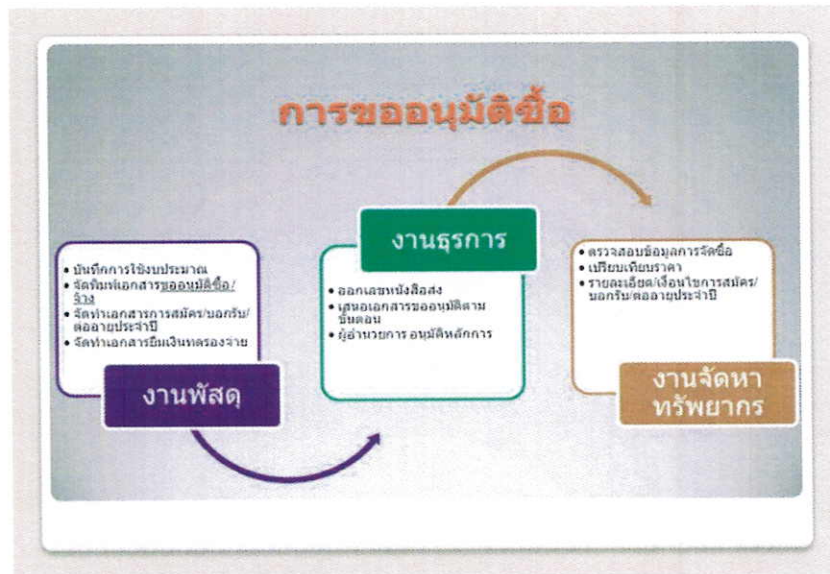 การขออนุมัติซื้อ
• บันทึกการใช้งบประมาณ
• จัดพิมพ์เอกสารขออนุมัติซื้อ/
จ้าง
• จัดทำเอกสารการสมัคร/บอกรับ/
ต่ออายุประจำปี
• จัดทำเอกสารยืมเงินทดรองจ่าย
งานพัสดุ
งานธุรการ
• ออกเลขหนังสือส่ง
• เสนอเอกสารขออนุมัติตาม
ขั้นตอน
• ผู้อำนวยการ อนุมัติหลักการ
• ตรวจสอบข้อมูลการจัดซื้อ
• เปรียบเทียบราคา
• รายละเอียด/เงื่อนไขการสมัคร/
บอกรับ/ต่ออายุประจำปี
งานจัดหา
ทรัพยากร